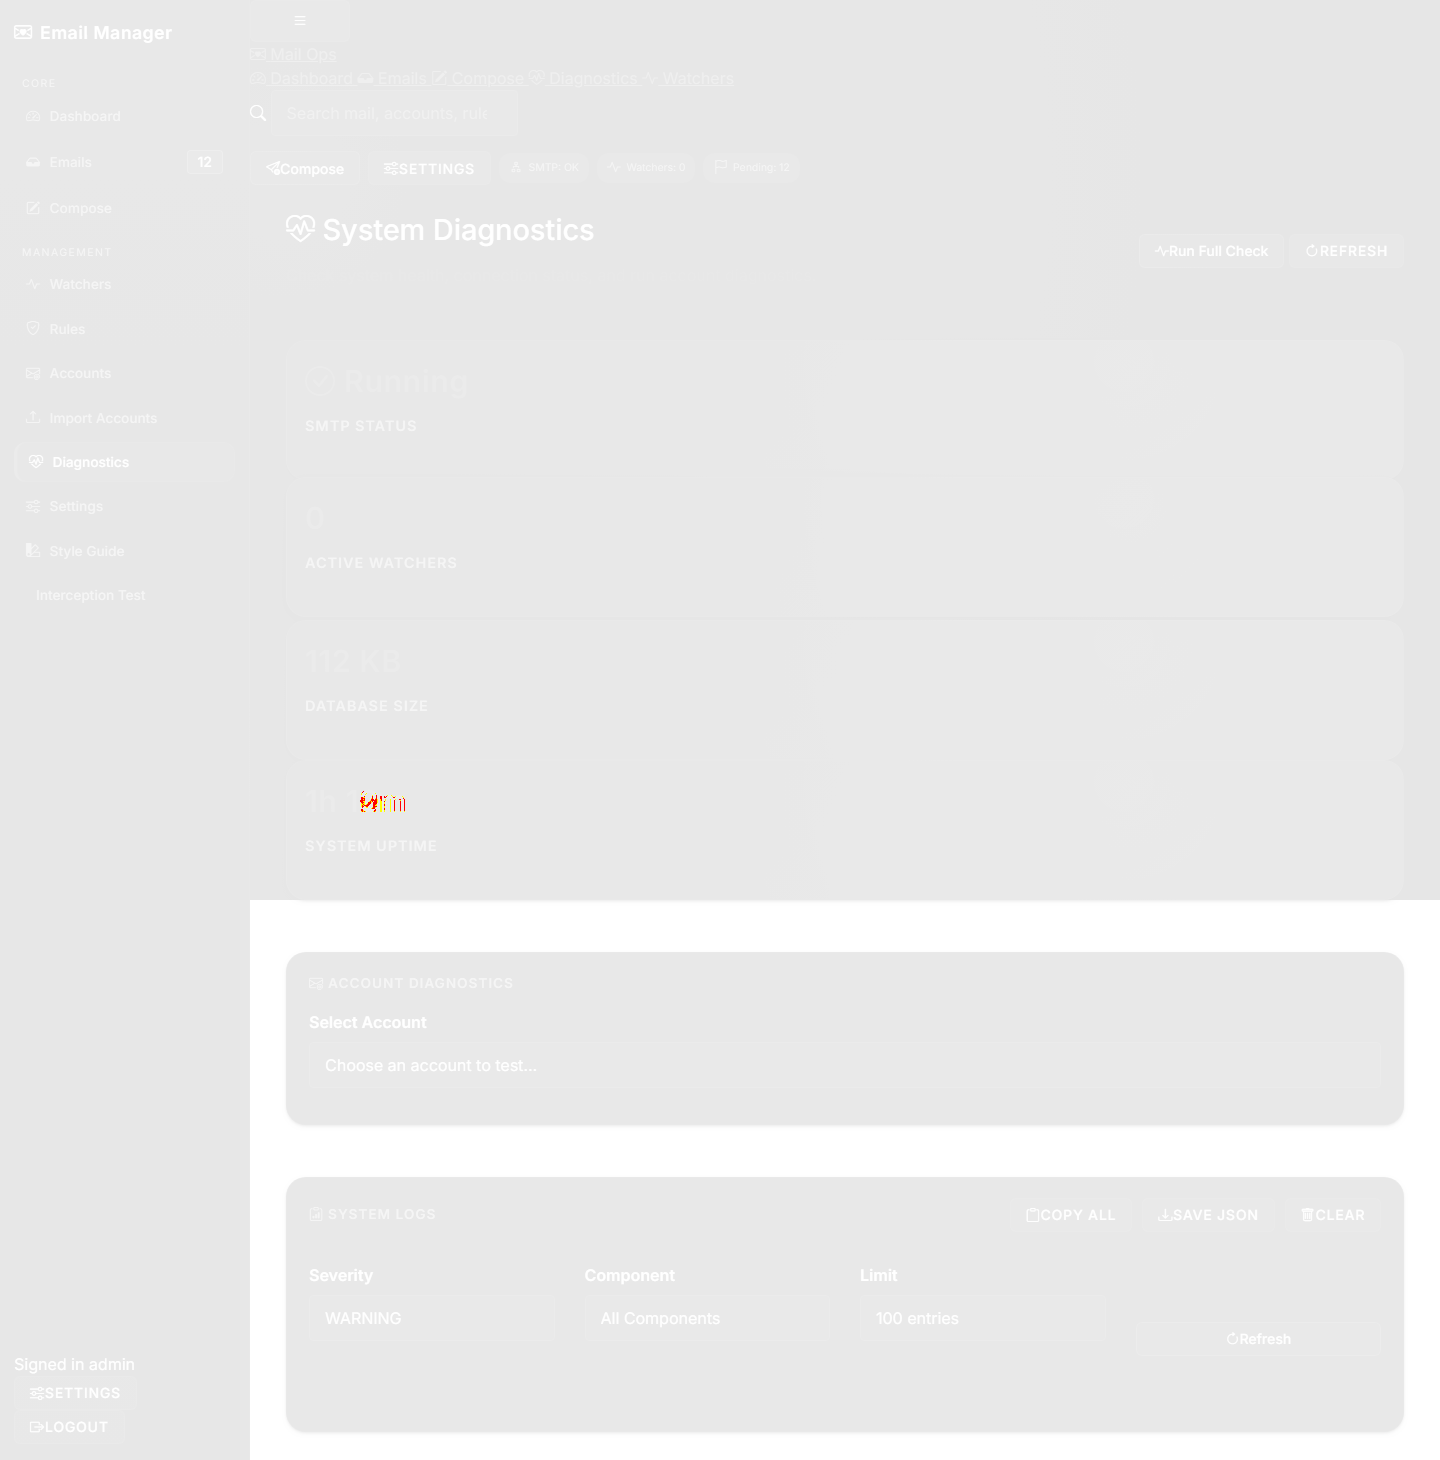 Email Manager
CORE
Dashboard
Emails 12
Compose
MANAGEMENT
Watchers
Rules
Accounts
Import Accounts
Diagnostics
Settings
Style Guide
Interception Test
Signed in admin
SETTINGS
LOGOUT
Mail Ops
Dashboard Emails Compose Diagnostics Watchers
Search mail, accounts, rule
Compose SETTINGS SMTP: OK Watchers: 0 Pending: 13
System Diagnostics
Run Full Check REFRESH
Running
SMTP STATUS
0
ACTIVE WATCHERS
112 KB
DATABASE SIZE
1h
SYSTEM UPTIME
ACCOUNT DIAGNOSTICS
Select Account
Choose an account to test...
SYSTEM LOGS COPY ALL SAVE JSON CLEAR
Severity Component Limit
WARNING All Components 100 entries
Refresh